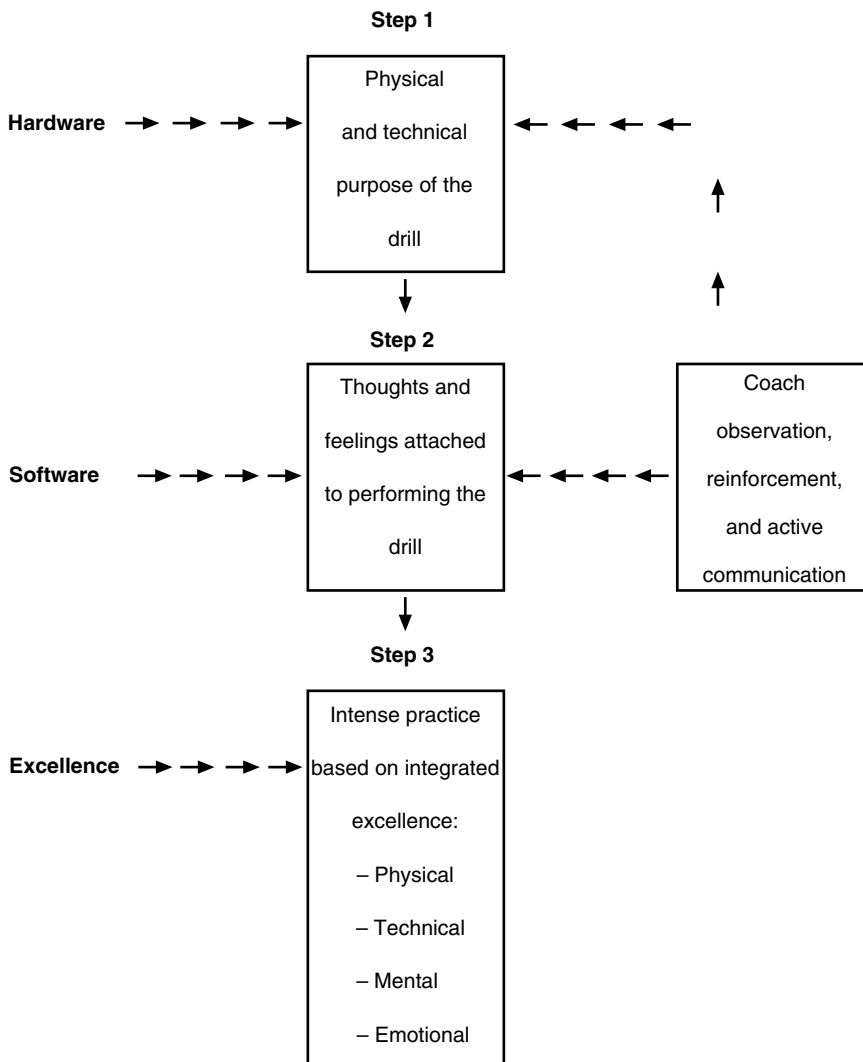 Step 1
Hardware
Physical
and technical
purpose of the
drill
Step 2
Software
Thoughts and
feelings attached
to performing the
drill
Coach
observation,
reinforcement,
and active
communication
Step 3
Excellence
Intense practice
based on integrated
excellence:
– Physical
– Technical
– Mental
– Emotional